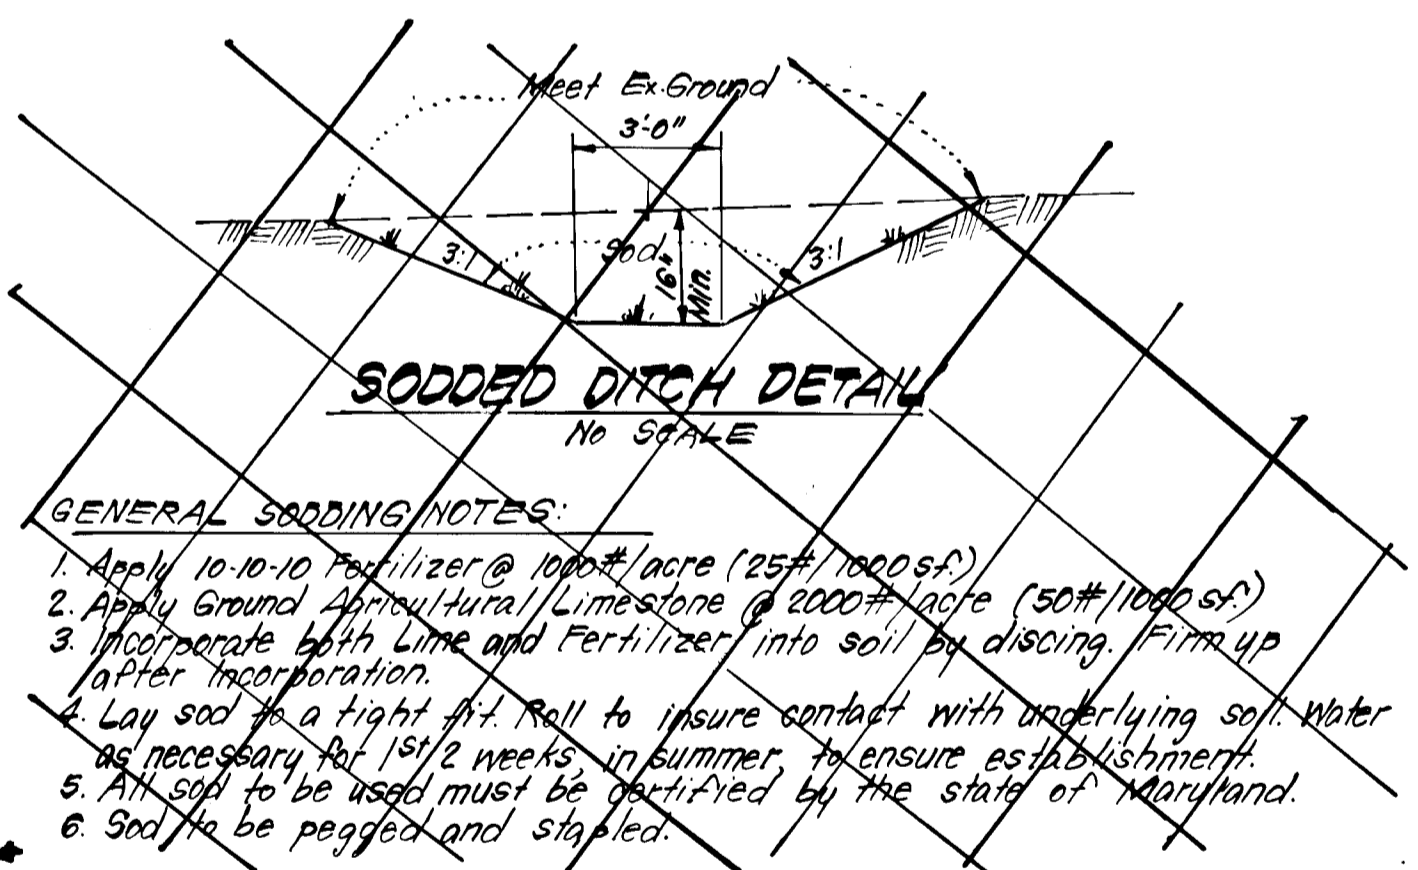 Meet Ex. Ground
3'-0"
3:1
Sod
16" Min.
3:1
SODDED DITCH DETAIL
No SCALE
GENERAL SODDING NOTES:
1. Apply 10-10-10 Fertilizer @ 1000#/acre (25#/1000 sf.)
2. Apply Ground Agricultural Limestone @ 2000#/acre (50#/1000 sf.)
3. Incorporate both Lime and Fertilizer into soil by discing. Firm up
after incorporation.
4. Lay sod to a tight fit. Roll to insure contact with underlying soil. Water
as necessary for 1st 2 weeks, in summer, to ensure establishment.
5. All sod to be used must be certified by the state of Maryland.
6. Sod to be pegged and stapled.